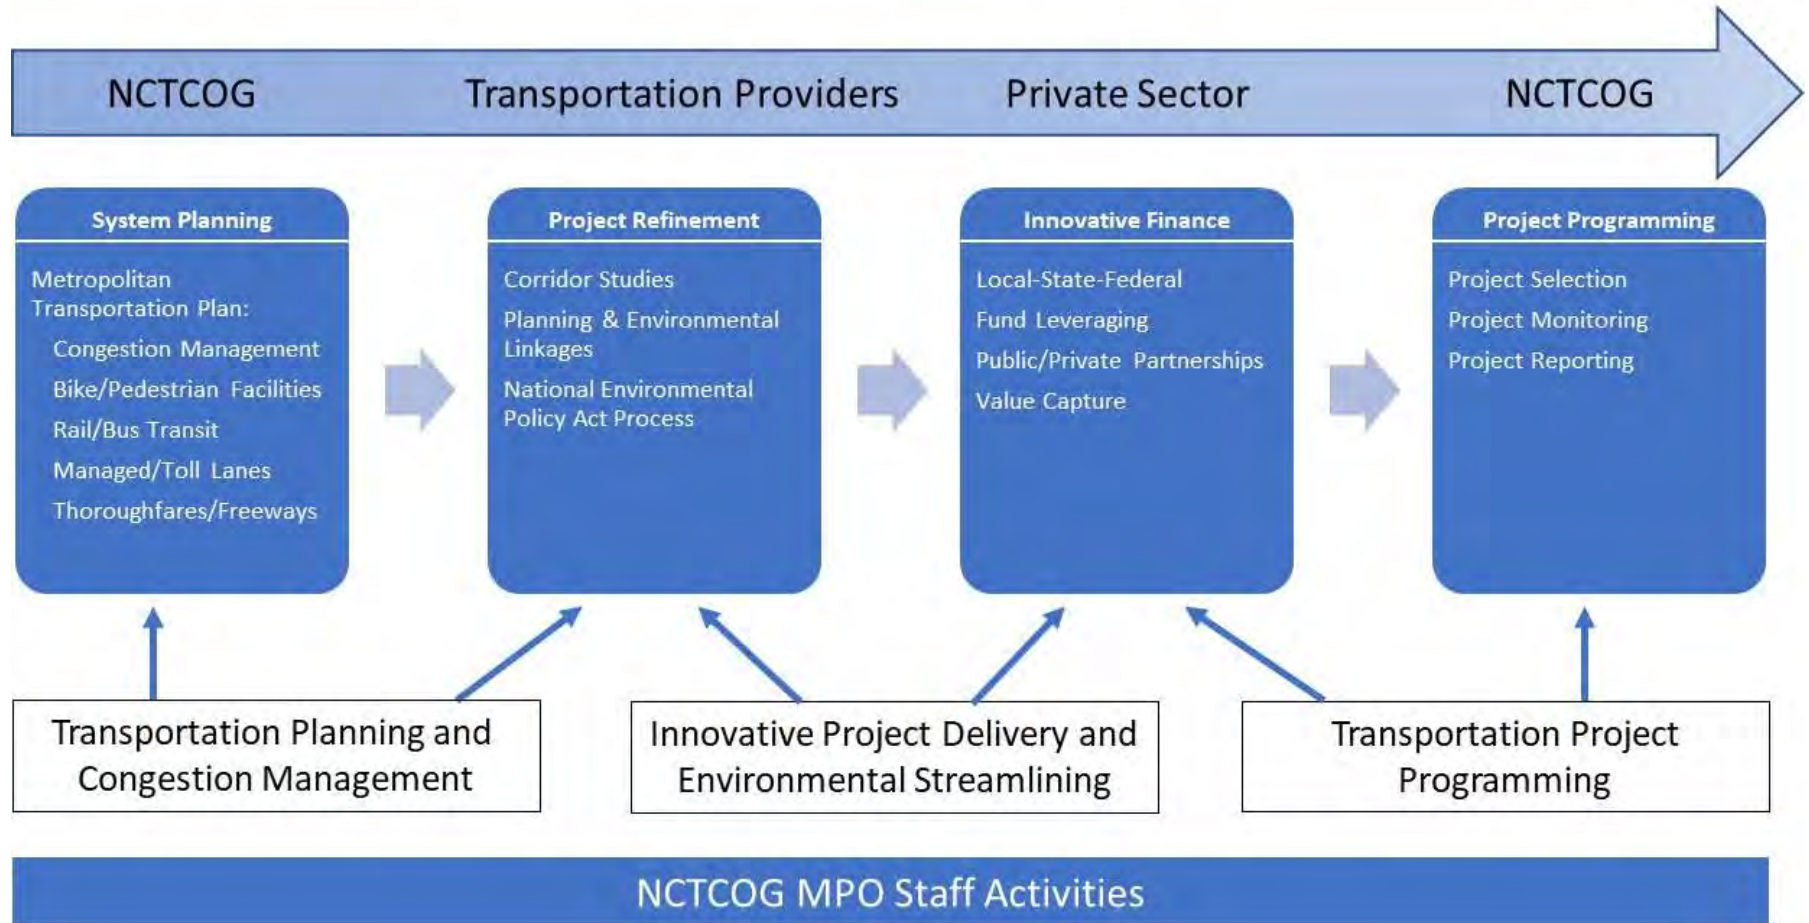 NCTCOG
Transportation Providers
Private Sector
NCTCOG
System Planning
Metropolitan
Transportation Plan:
Congestion Management
Bike/Pedestrian Facilities
Rail/Bus Transit
Managed/Toll Lanes
Thoroughfares/Freeways
Project Refinement
Corridor Studies
Planning & Environmental
Linkages
National Environmental
Policy Act Process
Innovative Finance
Local-State-Federal
Fund Leveraging
Public/Private Partnerships
Value Capture
Project Programming
Project Selection
Project Monitoring
Project Reporting
Transportation Planning and
Congestion Management
Innovative Project Delivery and
Environmental Streamlining
Transportation Project
Programming
NCTCOG MPO Staff Activities